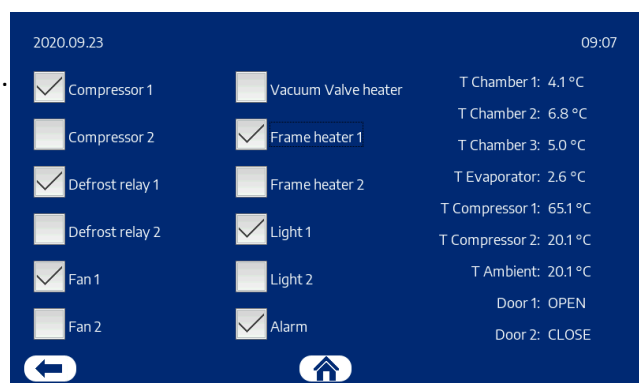 2020.09.23
09:07
Compressor 1
Compressor 2
Defrost relay 1
Defrost relay 2
Fan 1
Fan 2
Vacuum Valve heater
Frame heater 1
Frame heater 2
Light 1
Light 2
Alarm
T Chamber 1: 4.1 °C
T Chamber 2: 6.8 °C
T Chamber 3: 5.0 °C
T Evaporator: 2.6 °C
T Compressor 1: 65.1 °C
T Compressor 2: 20.1 °C
T Ambient: 20.1 °C
Door 1: OPEN
Door 2: CLOSE